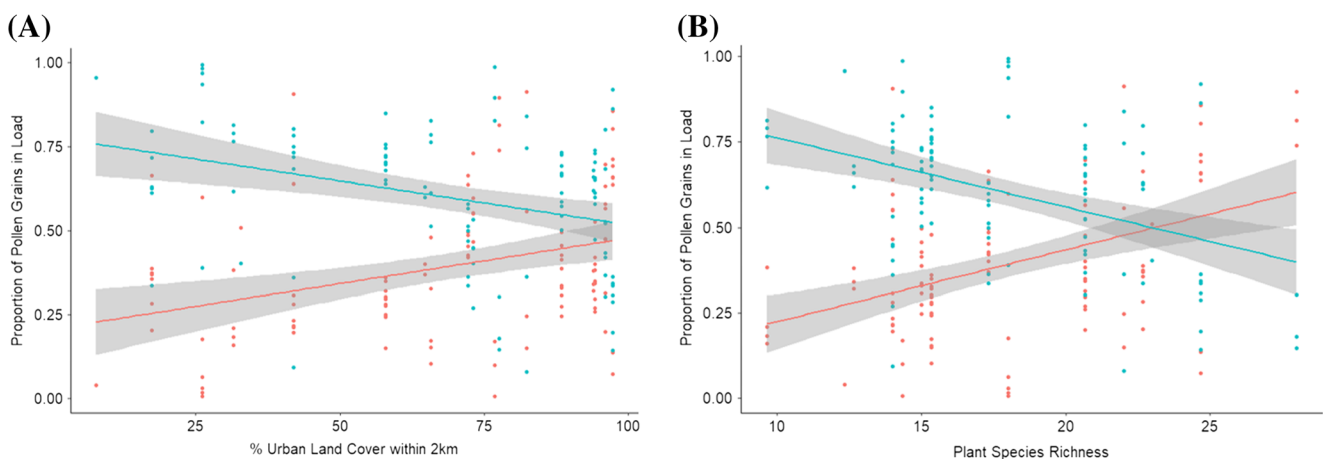 (A)
Proportion of Pollen Grains in Load
1.00
0.75
0.50
0.25
0.00
25 50 75 100
% Urban Land Cover within 2km
(B)
Proportion of Pollen Grains in Load
1.00
0.75
0.50
0.25
0.00
10 15 20 25
Plant Species Richness